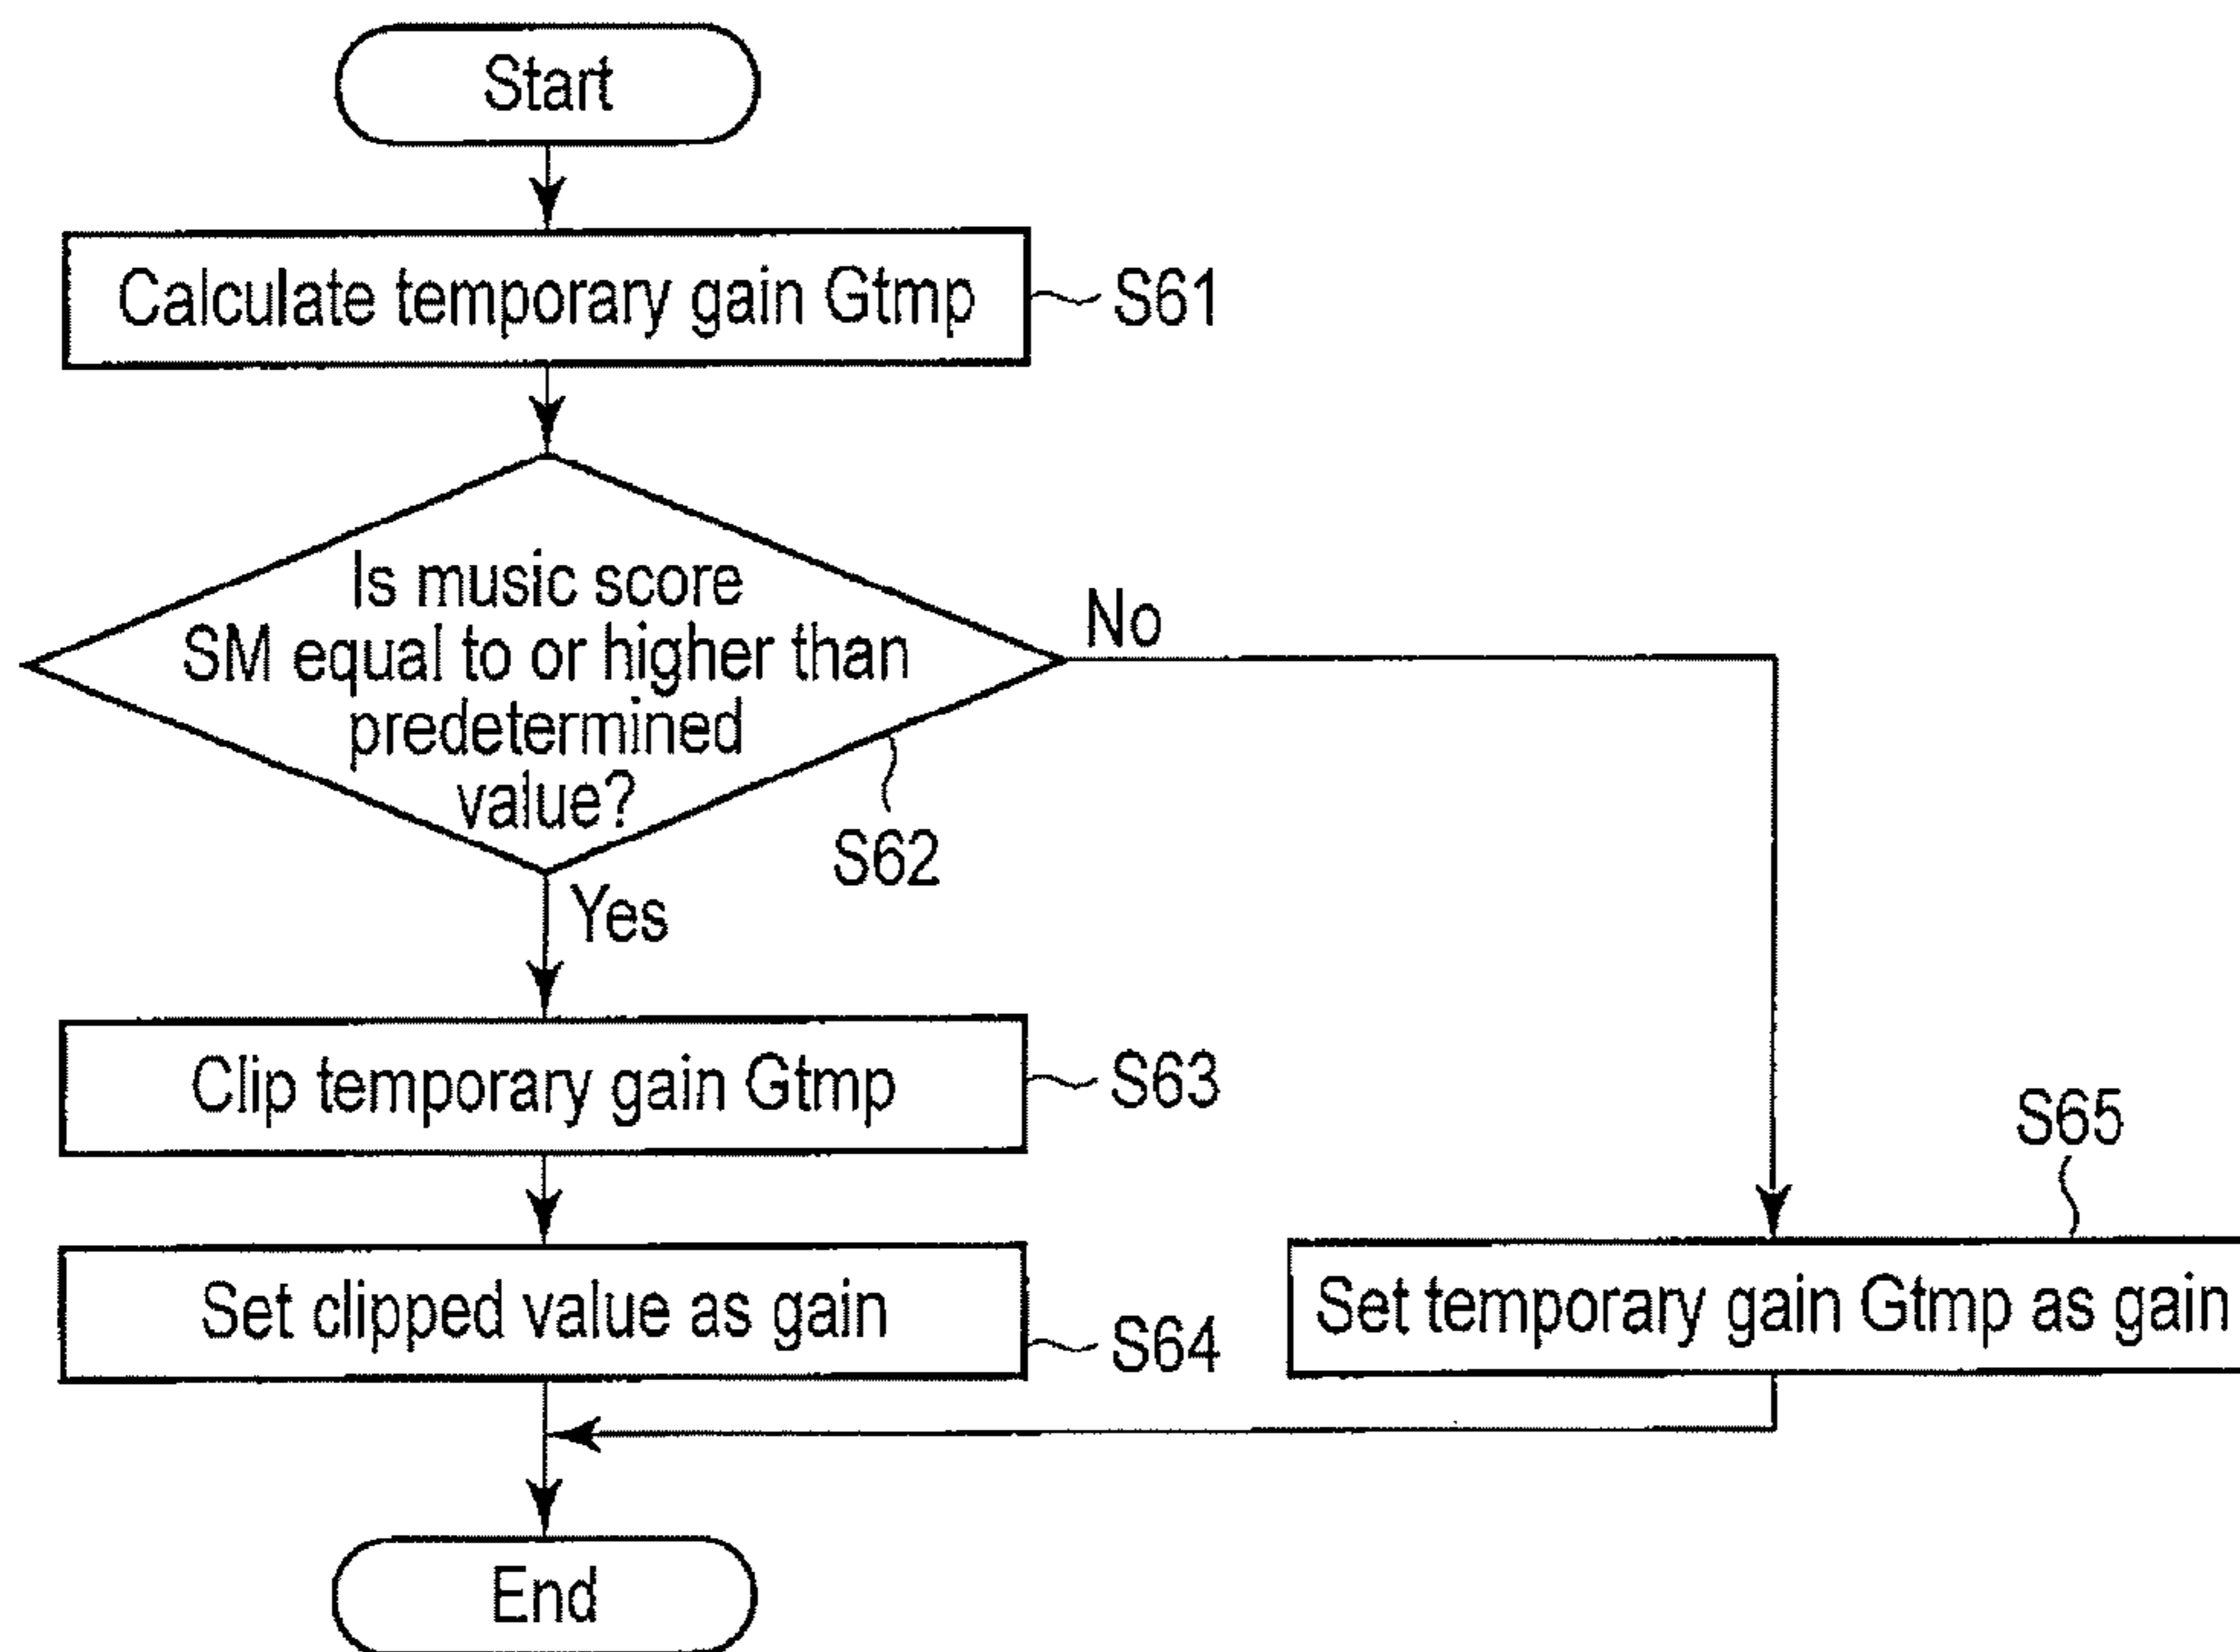 Start
Calculate temporary gain Gtmp
S61
Is music score
SM equal to or higher than
predetermined
value?
No
S62
Yes
Clip temporary gain Gtmp
S63
S65
Set clipped value as gain
S64
Set temporary gain Gtmp as gain
End